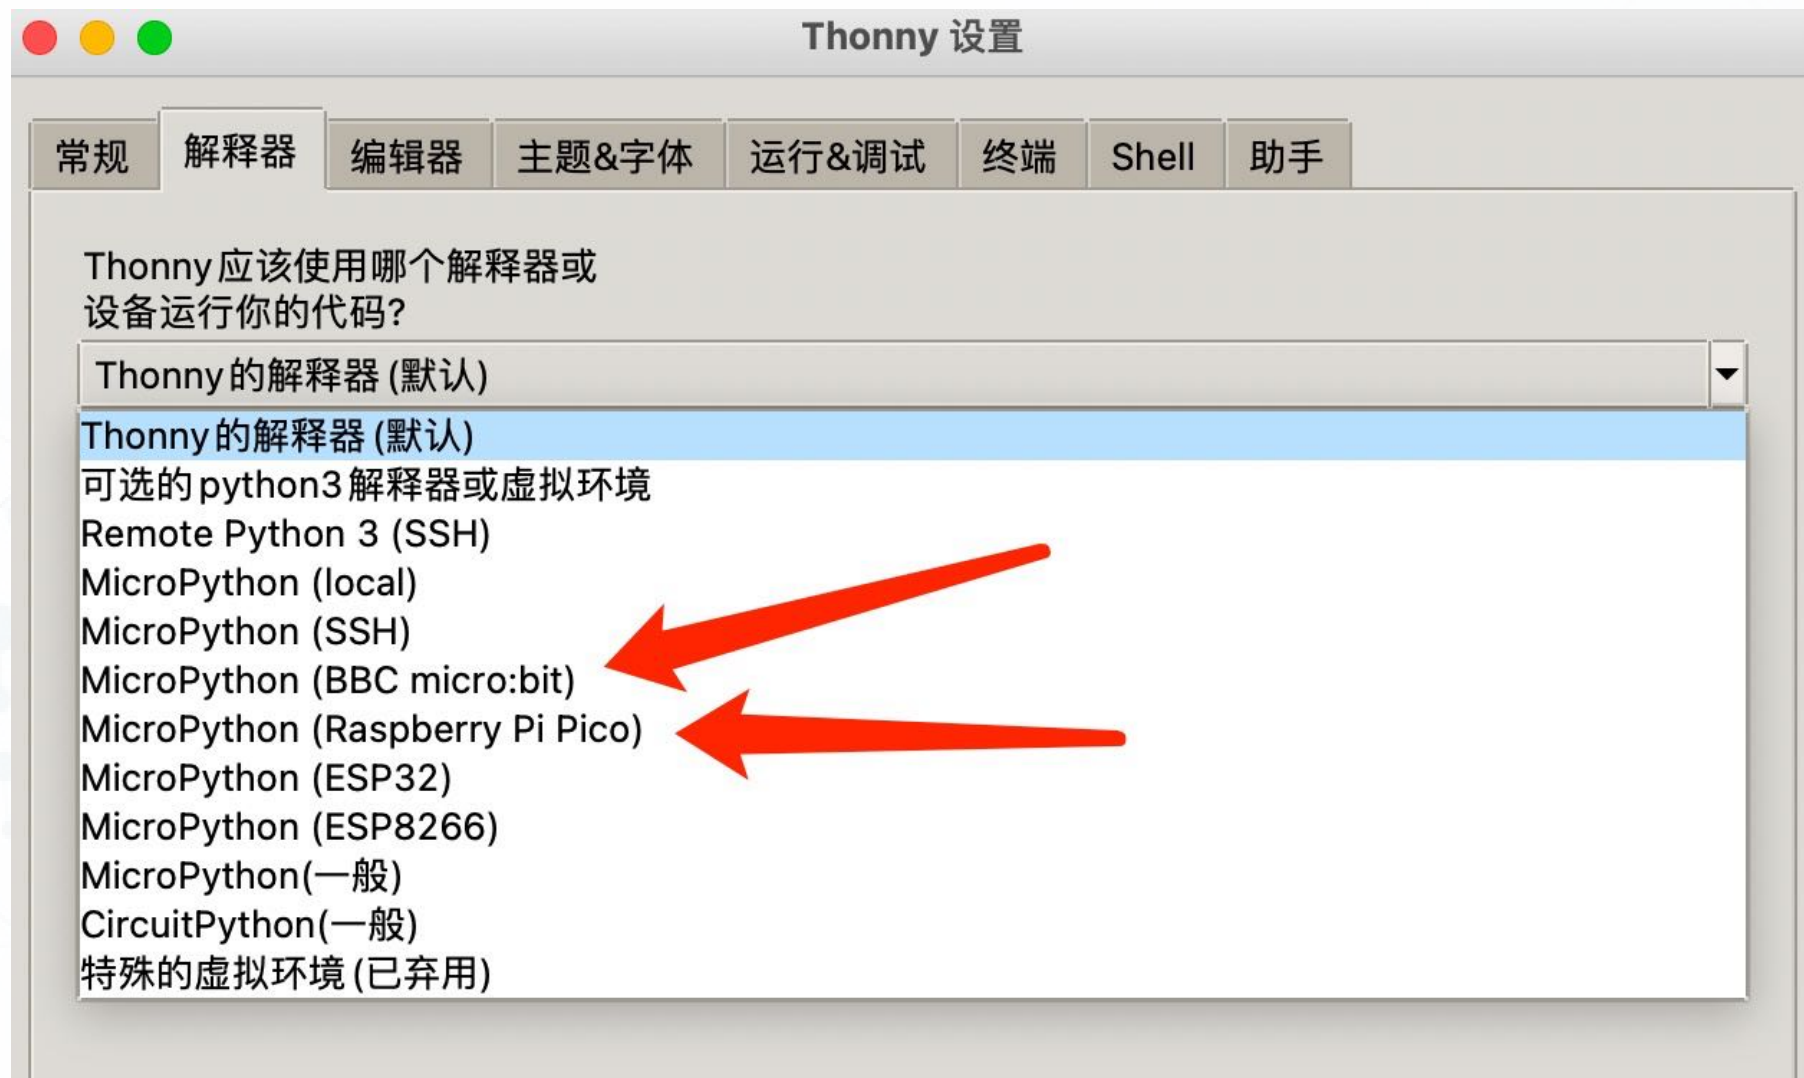 Thonny 设置
常规 解释器 编辑器 主题&字体 运行&调试 终端 Shell 助手
Thonny应该使用哪个解释器或
设备运行你的代码?
Thonny的解释器 (默认)
Thonny的解释器 (默认)
可选的python3解释器或虚拟环境
Remote Python 3 (SSH)
MicroPython (local)
MicroPython (SSH)
MicroPython (BBC micro:bit)
MicroPython (Raspberry Pi Pico)
MicroPython (ESP32)
MicroPython (ESP8266)
MicroPython(一般)
CircuitPython(一般)
特殊的虚拟环境 (已弃用)